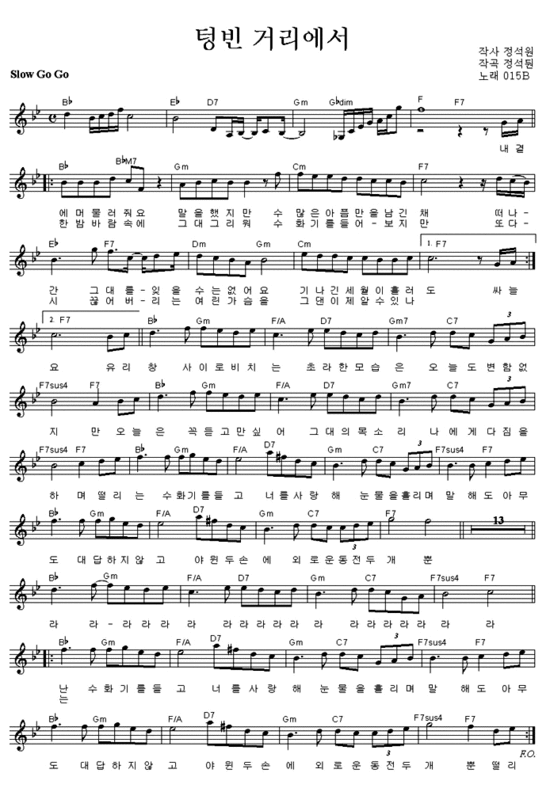 텅빈 거리에서
작사 정석원
작곡 정석원
Slow Go Go
노래 015B
B♭ E♭ D7 Gm G♭dim F F7
내 곁
B♭ B♭M7 Gm Cm F7
에 머 물 러 줘 요 말 을 했 지 만 수 많 은 아 픔 만 을 남 긴 채 떠 나 -
한 밤 바 람 속 에 그 대 그 리 워 수 화 기 를 들 어 - 보 지 만 또 다 -
E♭ F7 Dm Gm Cm 1. F7
간 그 대 를 - 잊 을 수 는 없 어 요 기 나 긴 세 월 이 흘 러 도 싸 늘
시 끊 어 버 - 리 는 여 린 가 슴 을 그 댄 이 제 알 수 있 나
2. F7 B♭ Gm F/A D7 Gm7 C7
요 유 리 창 사 이 로 비 치 는 초 라 한 모 습 은 오 늘 도 변 함 없
F7sus4 F7 B♭ Gm F/A D7 Gm7 C7
지 만 오 늘 은 꼭 듣 고 만 싶 어 그 대 의 목 소 리 나 에 게 다 짐 을
F7sus4 F7 B♭ Gm E♭ D7 Gm C7 F7sus4 F7
하 며 떨 리 는 수 화 기 를 들 고 너 를 사 랑 해 눈 물 을 흘 리 며 말 해 도 아 무
B♭ Gm E♭ D7 Gm C7 F7sus4 F7 13
도 대 답 하 지 않 고 야 윈 두 손 에 외 로 운 동 전 두 개 뿐
B♭ Gm F/A D7 Gm C7 F7sus4 F7
라 라 - 라 라 라 라 라 라 라 라 라 라 라 라 라 라
B♭ Gm E♭ D7 Gm C7 F7sus4 F7
난 수 화 기 를 들 고 너 를 사 랑 해 눈 물 을 흘 리 며 말 해 도 아 무
는
B♭ Gm F/A D7 Gm C7 F7sus4 F7
F.O.
도 대 답 하 지 않 고 야 윈 두 손 에 외 로 운 동 전 두 개 뿐 떨 리